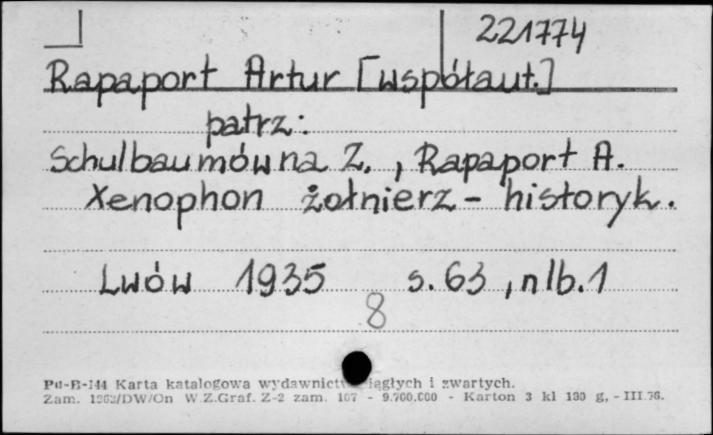 221774
Rapaport Artur [współaut.]
patrz:
Schulbaumówna Z., Rapaport A.
Xenophon żołnierz - historyk.
Lwów 1935 s. 63, nlb. 1
8
Pu-B-144 Karta katalogowa wydawnictw ciągłych i zwartych.
Zam. /DW/On W.Z.Graf. Z-2 zam. 107 - 9.700.000 - Karton 3 kl 130 g, - III.76.